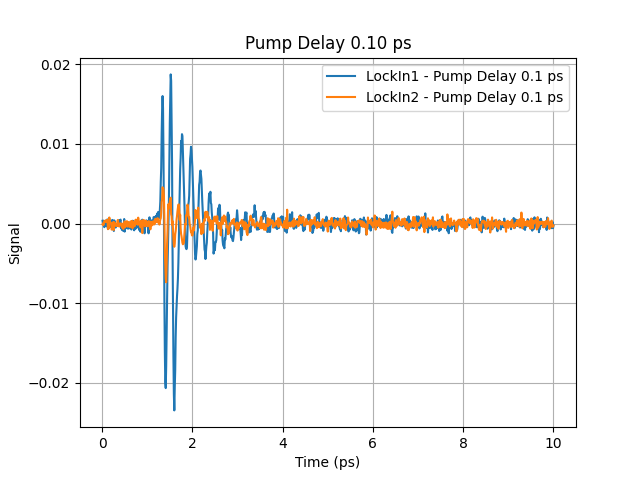 Pump Delay 0.10 ps
LockIn1 - Pump Delay 0.1 ps
LockIn2 - Pump Delay 0.1 ps
0.02
0.01
0.00
−0.01
−0.02
Signal
0 2 4 6 8 10
Time (ps)